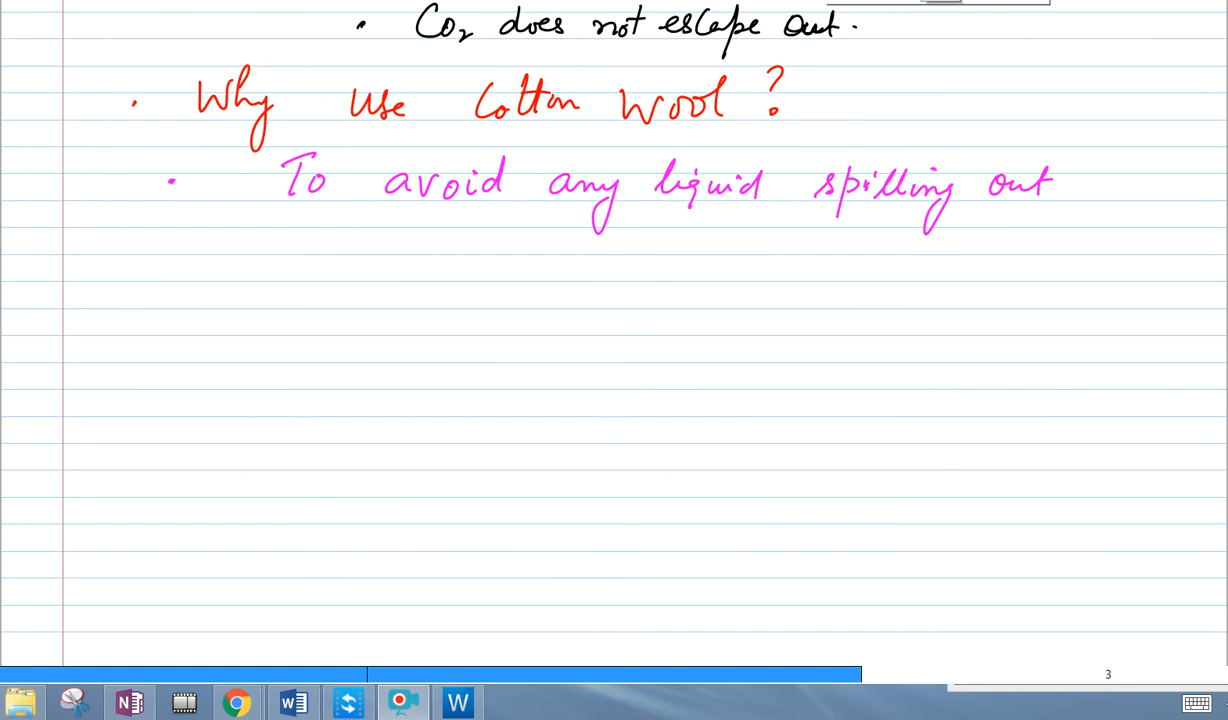 • CO₂ does not escape out.
• Why use Cotton Wool?
• To avoid any liquid spilling out
3